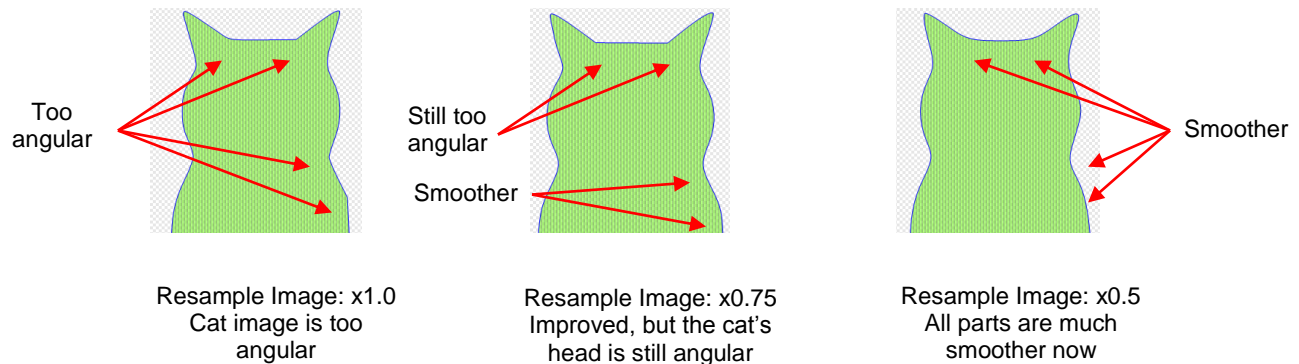 Too
angular
Still too
angular
Smoother
Smoother
Resample Image: x1.0
Cat image is too
angular
Resample Image: x0.75
Improved, but the cat’s
head is still angular
Resample Image: x0.5
All parts are much
smoother now